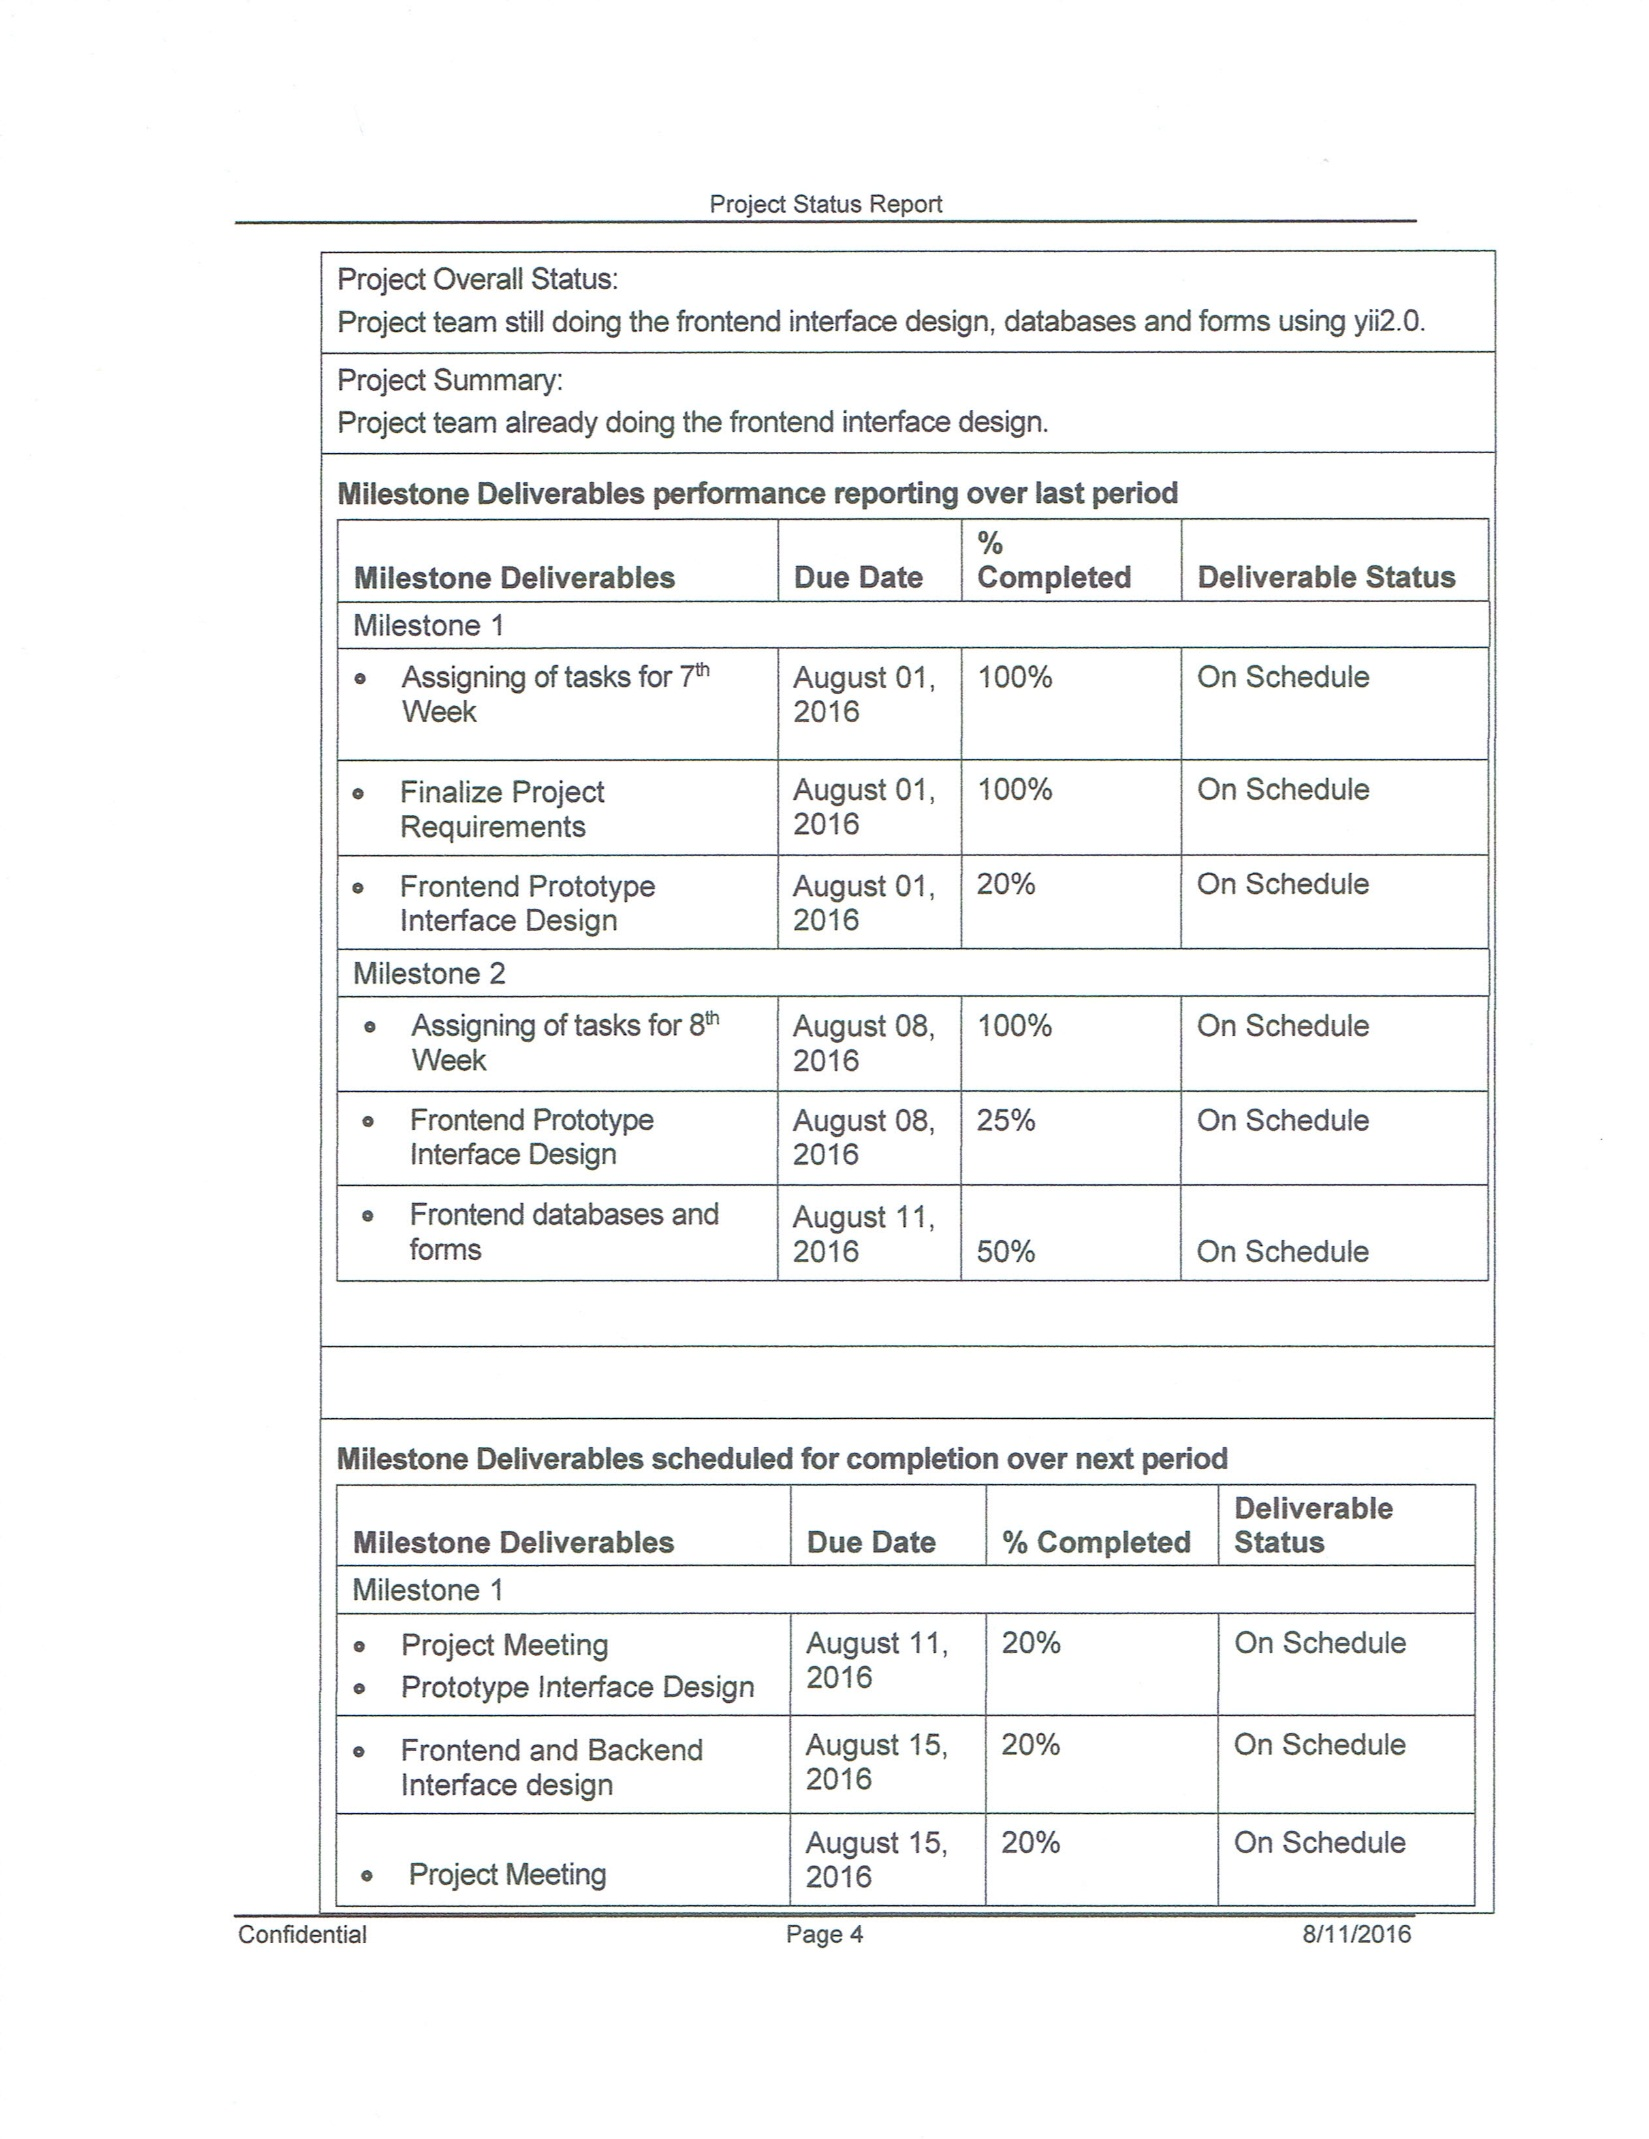 Project Status Report
Project Overall Status:
Project team still doing the frontend interface design, databases and forms using yii2.0.
Project Summary:
Project team already doing the frontend interface design.
Milestone Deliverables performance reporting over last period
Milestone Deliverables Due Date % Completed Deliverable Status
Milestone 1
• Assigning of tasks for 7th August 01, 100% On Schedule
Week 2016
• Finalize Project August 01, 100% On Schedule
Requirements 2016
• Frontend Prototype August 01, 20% On Schedule
Interface Design 2016
Milestone 2
• Assigning of tasks for 8th August 08, 100% On Schedule
Week 2016
• Frontend Prototype August 08, 25% On Schedule
Interface Design 2016
• Frontend databases and August 11,
forms 2016 50% On Schedule
Milestone Deliverables scheduled for completion over next period
Milestone Deliverables Due Date % Completed Deliverable Status
Milestone 1
• Project Meeting August 11, 20% On Schedule
• Prototype Interface Design 2016
• Frontend and Backend August 15, 20% On Schedule
Interface design 2016
August 15, 20% On Schedule
• Project Meeting 2016
Confidential Page 4 8/11/2016